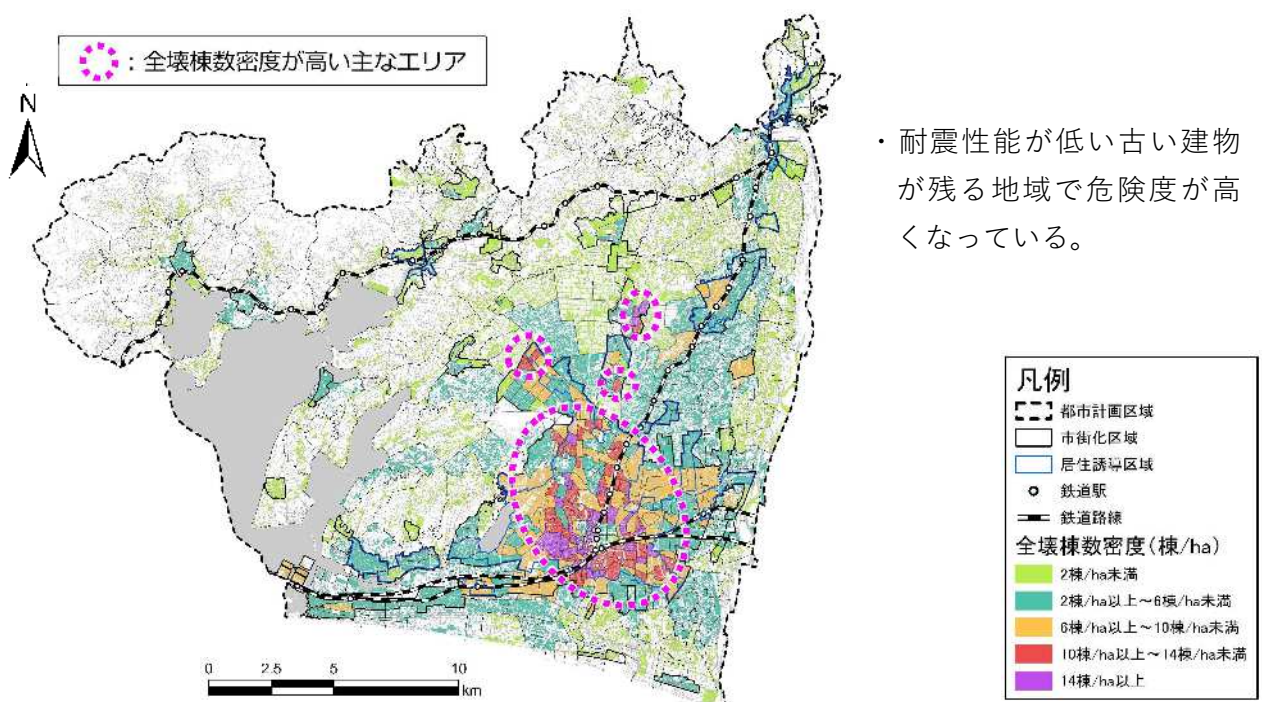 ：全壊棟数密度が高い主なエリア
N
・耐震性能が低い古い建物
が残る地域で危険度が高
くなっている。
凡例
都市計画区域
市街化区域
居住誘導区域
鉄道駅
鉄道路線
全壊棟数密度(棟/ha)
2棟/ha未満
2棟/ha以上～6棟/ha未満
6棟/ha以上～10棟/ha未満
10棟/ha以上～14棟/ha未満
14棟/ha以上
0 2.5 5 10
km